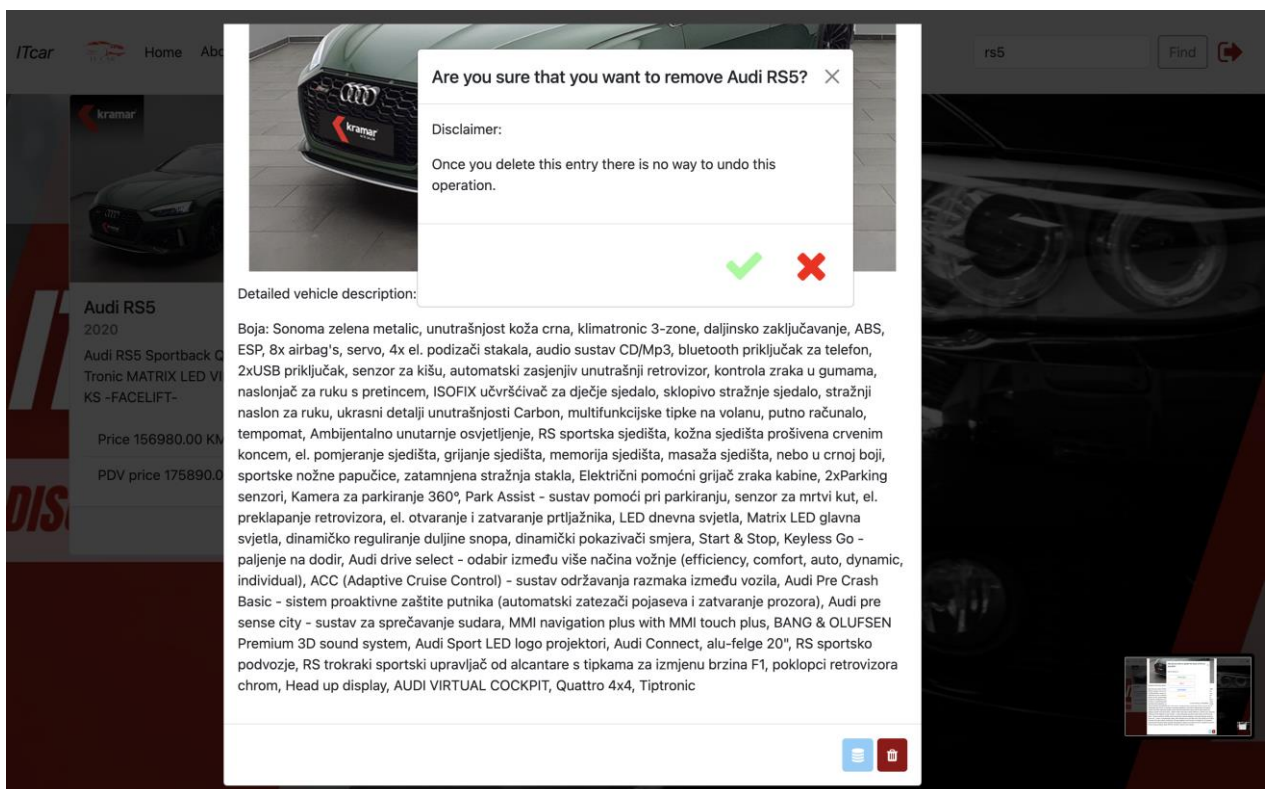 ITcar
Home
rs5
Find
kramar
kramar
Are you sure that you want to remove Audi RS5?
Disclaimer:
Once you delete this entry there is no way to undo this
operation.
Audi RS5
2020
Audi RS5 Sportback
Tronic MATRIX LED
KS -FACELIFT-
Price 156980.00 KM
PDV price 175890.0
Detailed vehicle description:
Boja: Sonoma zelena metalic, unutrašnjost koža crna, klimatronic 3-zone, daljinsko zaključavanje, ABS,
ESP, 8x airbag's, servo, 4x el. podizači stakala, audio sustav CD/Mp3, bluetooth priključak za telefon,
2xUSB priključak, senzor za kišu, automatski zasjenjiv unutrašnji retrovizor, kontrola zraka u gumama,
naslonjač za ruku s pretincem, ISOFIX učvršćivač za dječje sjedalo, sklopivo stražnje sjedalo, stražnji
naslon za ruku, ukrasni detalji unutrašnjosti Carbon, multifunkcijske tipke na volanu, putno računalo,
tempomat, Ambijentalno unutarnje osvjetljenje, RS sportska sjedišta, kožna sjedišta prošivena crvenim
koncem, el. pomjeranje sjedišta, grijanje sjedišta, memorija sjedišta, masaža sjedišta, nebo u crnoj boji,
sportske nožne papučice, zatamnjena stražnja stakla, Električni pomoćni grijač zraka kabine, 2xParking
senzori, Kamera za parkiranje 360°, Park Assist - sustav pomoći pri parkiranju, senzor za mrtvi kut, el.
preklapanje retrovizora, el. otvaranje i zatvaranje prtljažnika, LED dnevna svjetla, Matrix LED glavna
svjetla, dinamičko reguliranje duljine snopa, dinamički pokazivači smjera, Start & Stop, Keyless Go -
paljenje na dodir, Audi drive select - odabir između više načina vožnje (efficiency, comfort, auto, dynamic,
individual), ACC (Adaptive Cruise Control) - sustav održavanja razmaka između vozila, Audi Pre Crash
Basic - sistem proaktivne zaštite putnika (automatski zatezači pojaseva i zatvaranje prozora), Audi pre
sense city - sustav za sprečavanje sudara, MMI navigation plus with MMI touch plus, BANG & OLUFSEN
Premium 3D sound system, Audi Sport LED logo projektori, Audi Connect, alu-felge 20", RS sportsko
podvozje, RS trokraki sportski upravljač od alcantare s tipkama za izmjenu brzina F1, poklopci retrovizora
chrom, Head up display, AUDI VIRTUAL COCKPIT, Quattro 4x4, Tiptronic